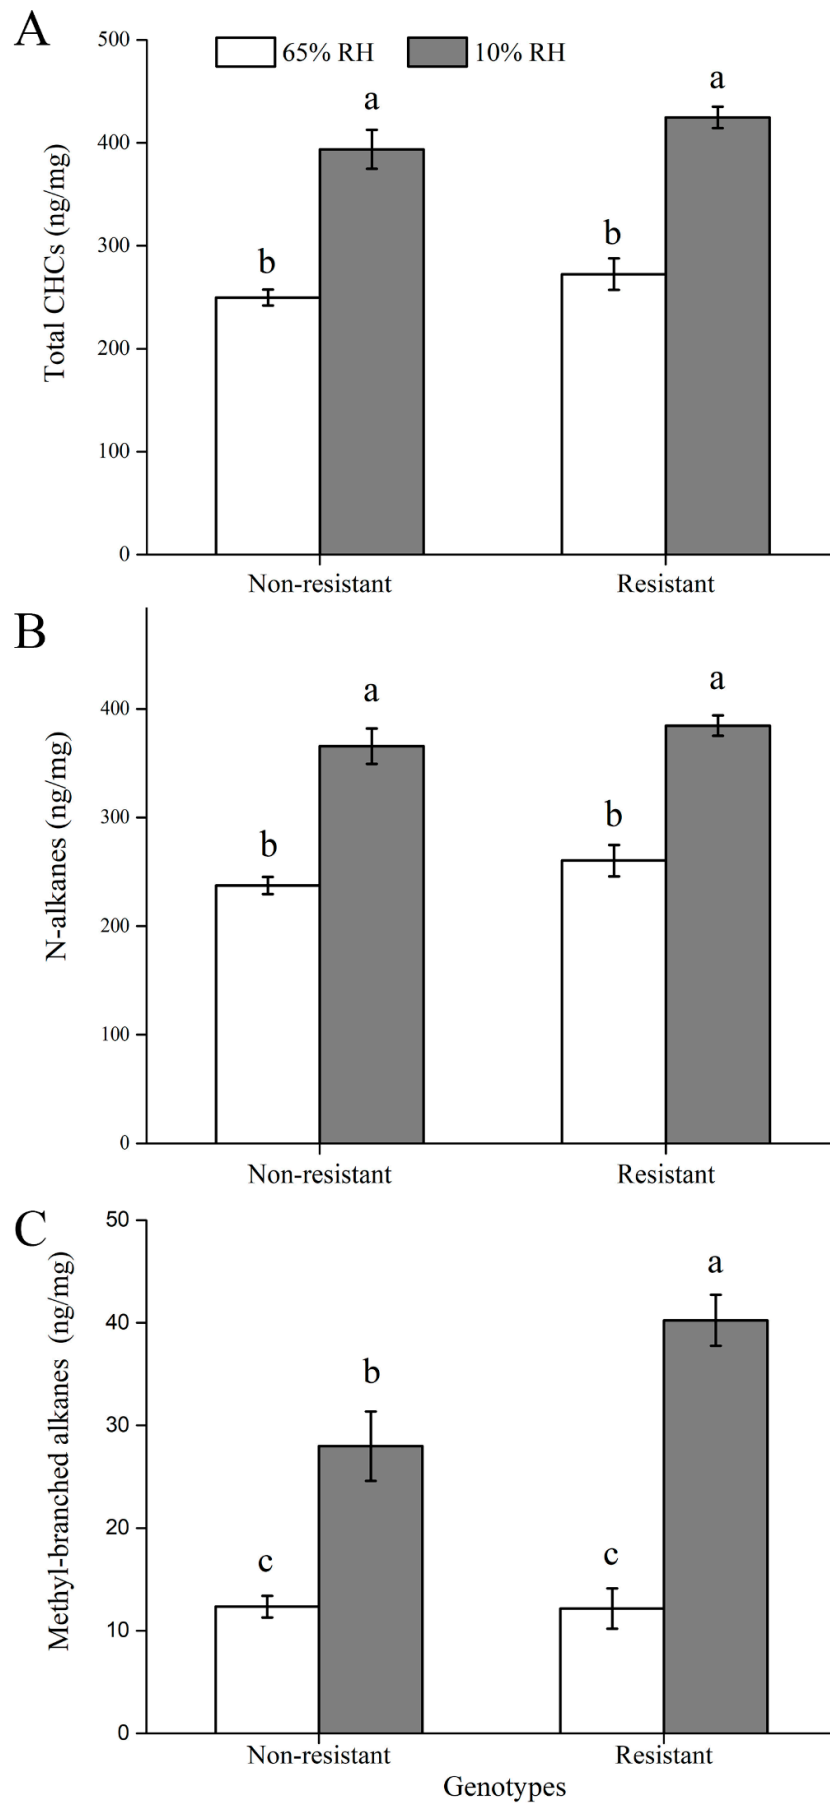 A
500
400
300
200
100
0
Total CHCs (ng/mg)
65% RH
10% RH
b
a
b
a
Non-resistant
Resistant
B
400
300
200
100
0
N-alkanes (ng/mg)
b
a
b
a
Non-resistant
Resistant
C
50
40
30
20
10
0
Methyl-branched alkanes (ng/mg)
c
b
c
a
Non-resistant
Resistant
Genotypes